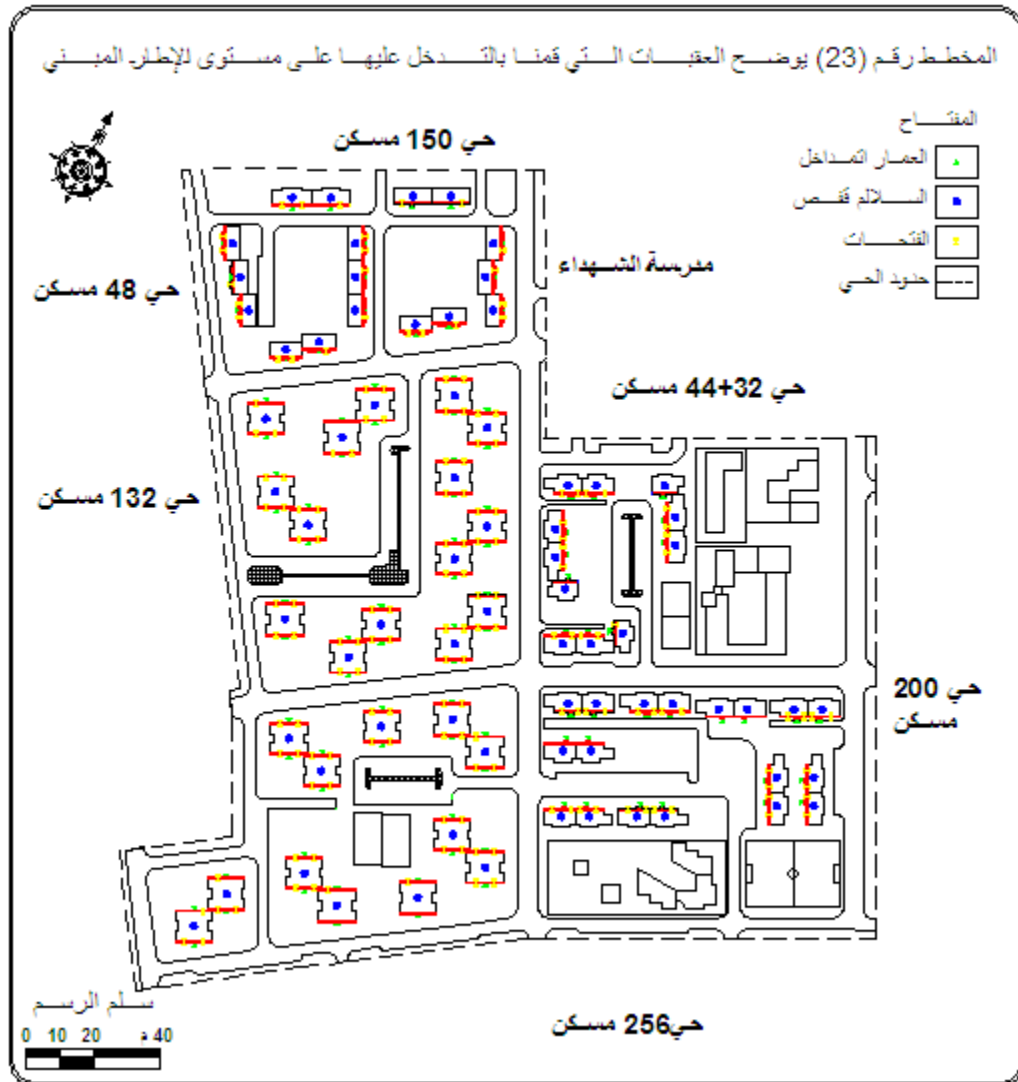 المخطط رقم (23) يوضح العقبات التي قمنا بالتدخل عليها على مستوى للإطار المبني
المفتاح
العمار اتمداخل
السلالم قفص
الفتحات
حدود الحي
حي 150 مسكن
مدرسة الشهداء
حي 48 مسكن
حي 32+44 مسكن
حي 132 مسكن
حي 200
مسكن
سلم الرسم
0 10 20 م 40
حي256 مسكن